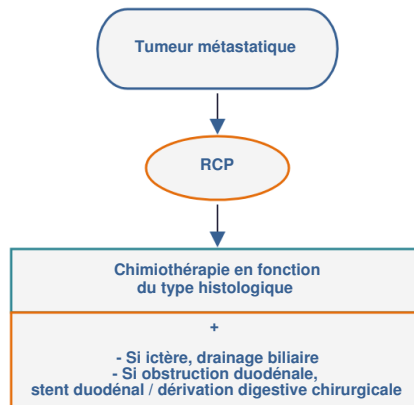 Tumeur métastatique
RCP
Chimiothérapie en fonction
du type histologique
+
- Si ictère, drainage biliaire
- Si obstruction duodénale,
stent duodénal / dérivation digestive chirurgicale